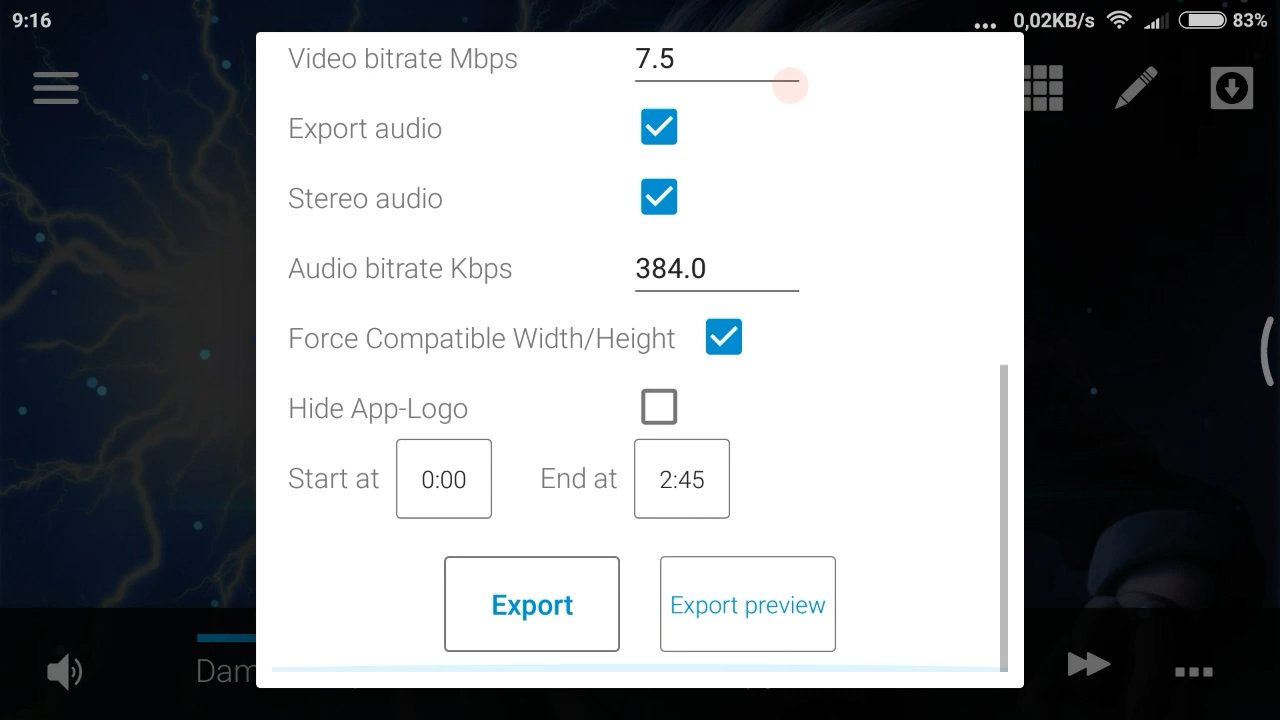 9:16
... 0,02KB/s 83%
Video bitrate Mbps 7.5
Export audio
Stereo audio
Audio bitrate Kbps 384.0
Force Compatible Width/Height
Hide App-Logo
Start at 0:00 End at 2:45
Export Export preview